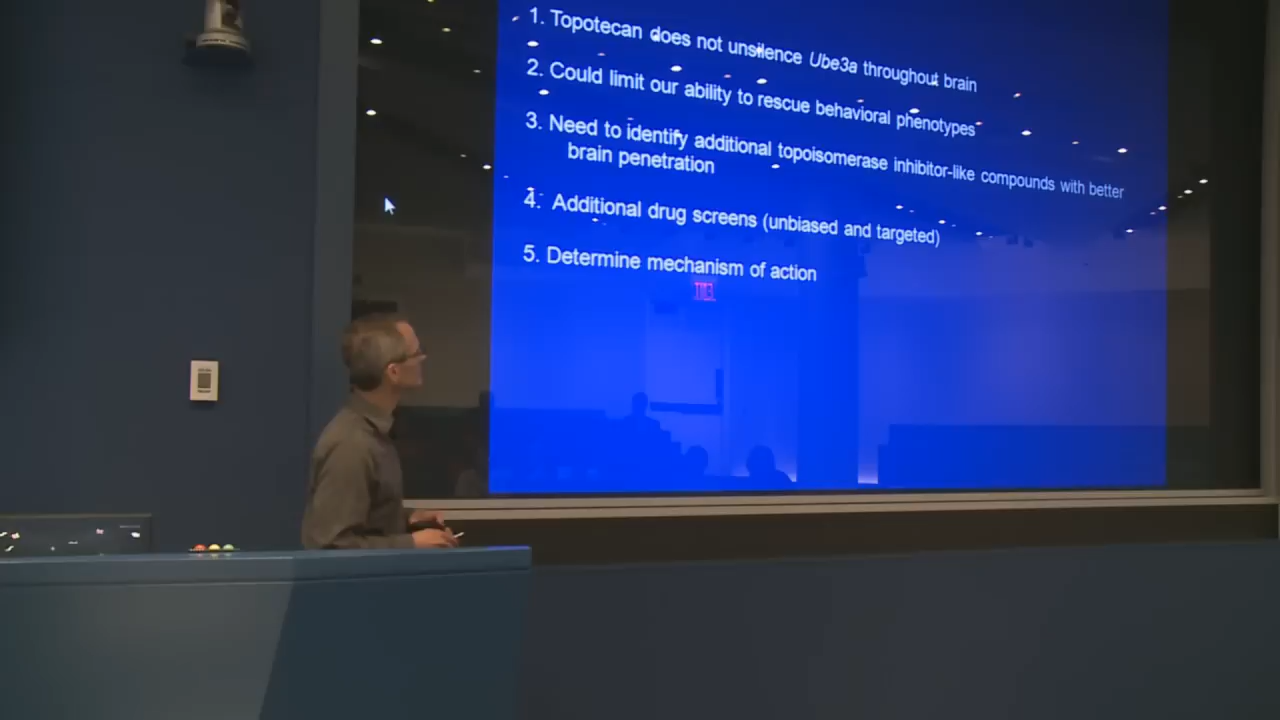 1. Topotecan does not unsilence Ube3a throughout brain
2. Could limit our ability to rescue behavioral phenotypes
3. Need to identify additional topoisomerase inhibitor-like compounds with better
brain penetration
4. Additional drug screens (unbiased and targeted)
5. Determine mechanism of action